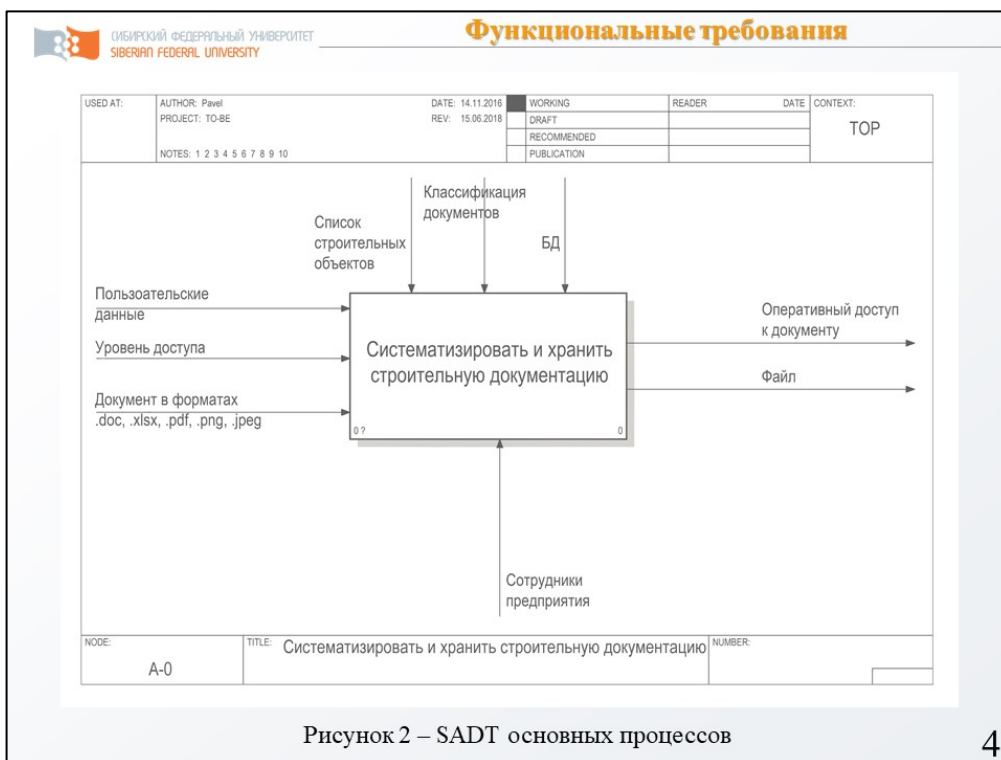 СИБИРСКИЙ ФЕДЕРАЛЬНЫЙ УНИВЕРСИТЕТ
SIBERIAN FEDERAL UNIVERSITY
Функциональные требования
USED AT:
AUTHOR: Pavel
DATE: 14.11.2016
WORKING
READER
DATE
CONTEXT:
PROJECT: TO-BE
REV: 15.06.2018
DRAFT
TOP
RECOMMENDED
NOTES: 1 2 3 4 5 6 7 8 9 10
PUBLICATION
Классификация
документов
Список
строительных
объектов
БД
Пользоательские
данные
Уровень доступа
Документ в форматах
.doc, .xlsx, .pdf, .png, .jpeg
Систематизировать и хранить
строительную документацию
0 ?
0
Оперативный доступ
к документу
Файл
Сотрудники
предприятия
NODE:
A-0
TITLE:
Систематизировать и хранить строительную документацию
NUMBER:
Рисунок 2 – SADT основных процессов
4